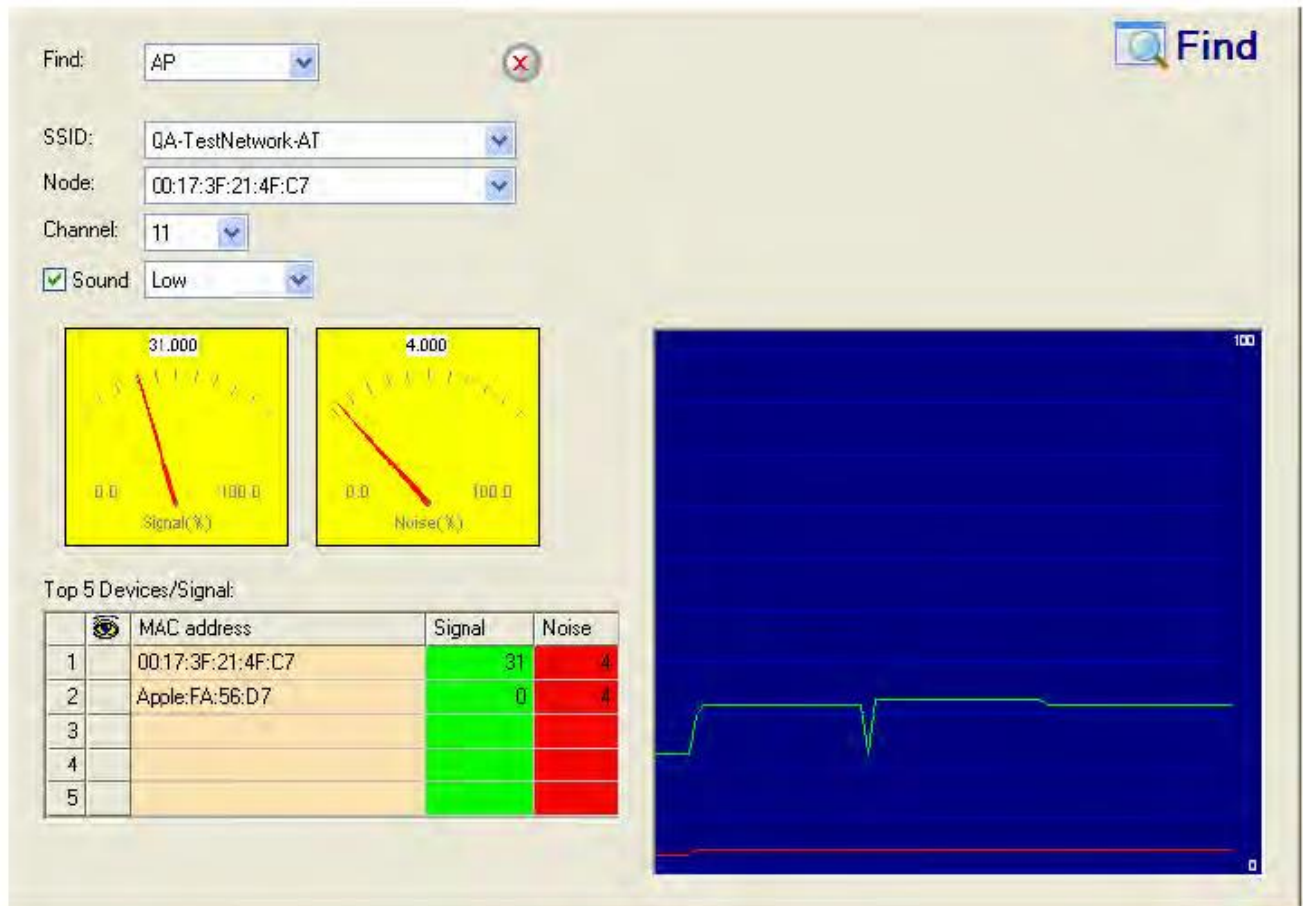 Find
Find: AP
SSID: QA-TestNetwork-AT
Node: 00:17:3F:21:4F:C7
Channel: 11
Sound Low
31.000
0.0 100.0
Signal(%)
4.000
0.0 100.0
Noise(%)
100
0
Top 5 Devices/Signal:
MAC address Signal Noise
1 00:17:3F:21:4F:C7 31 4
2 Apple:FA:56:D7 0 4
3
4
5